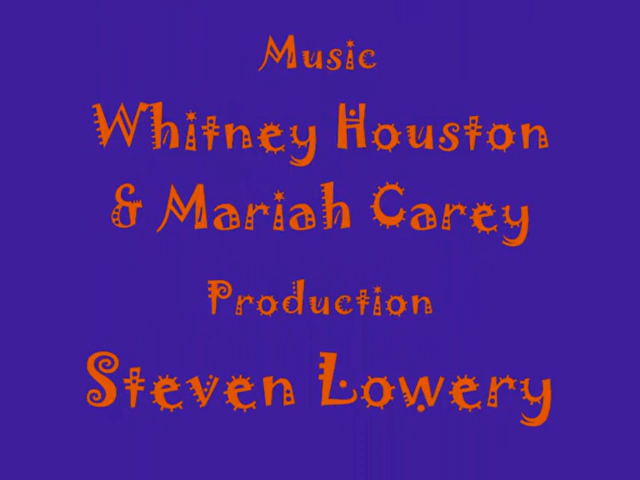 Music
Whitney Houston
& Mariah Carey
Production
Steven Lowery